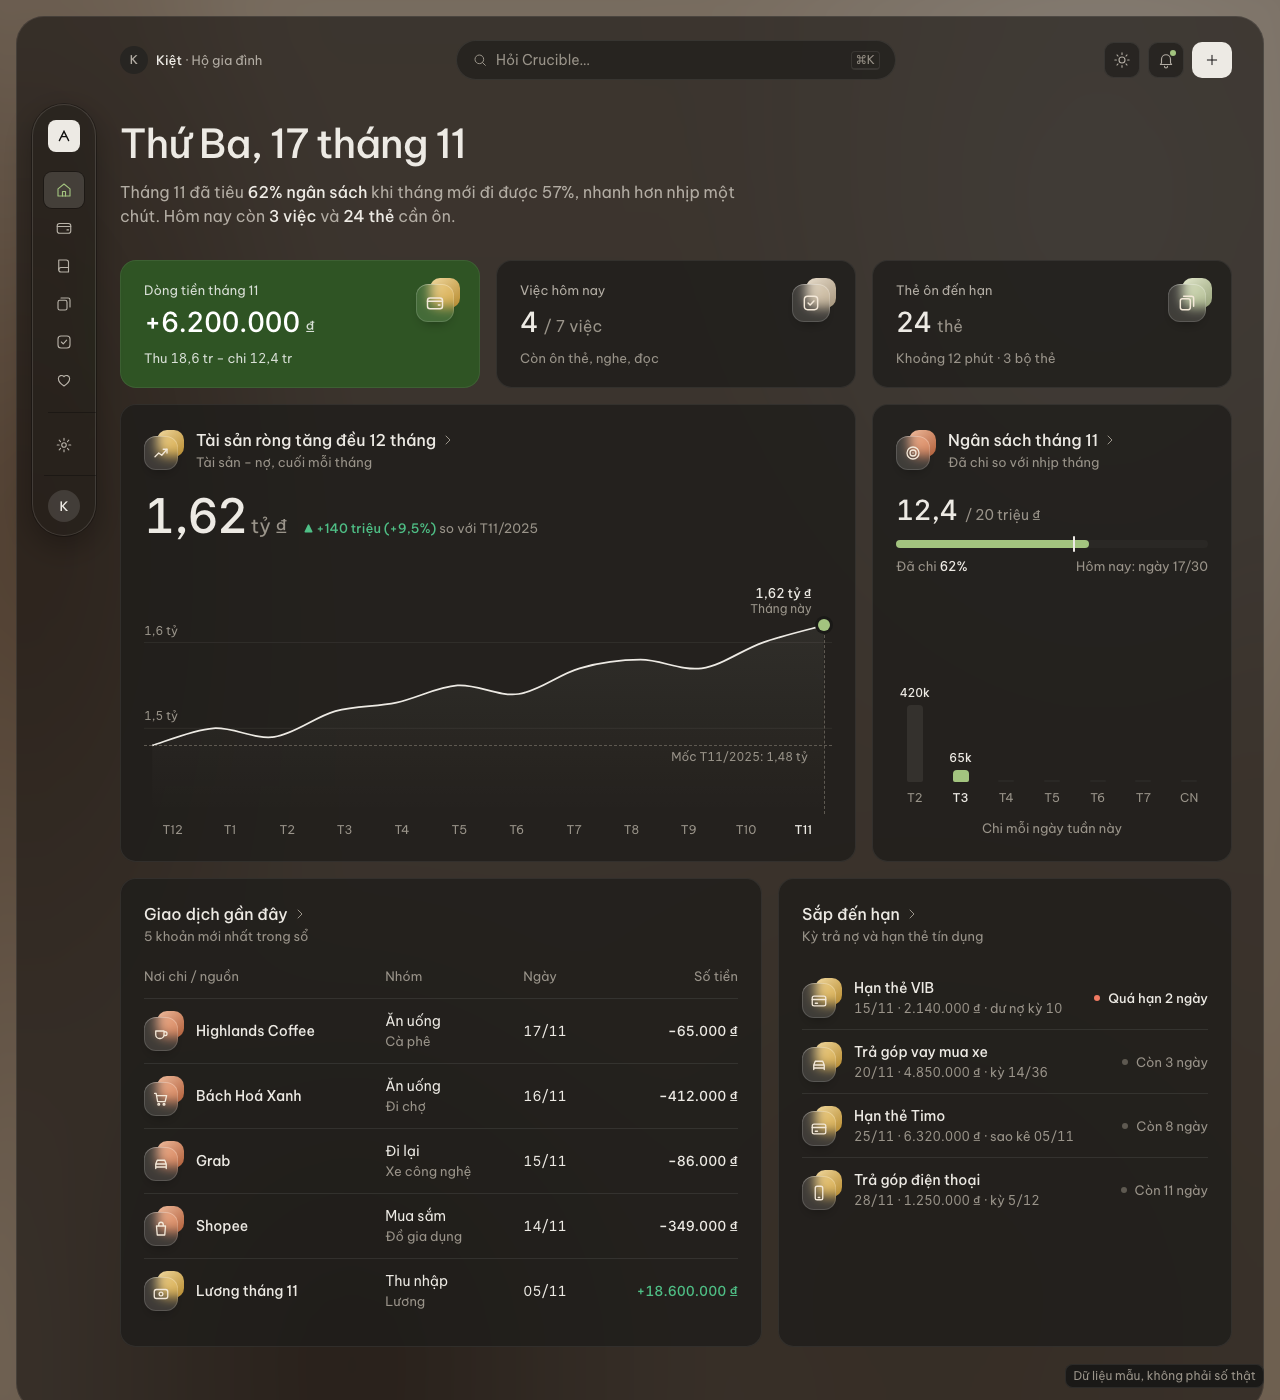 K Kiệt · Hộ gia đình
Hỏi Crucible... ⌘K
A
Thứ Ba, 17 tháng 11
Tháng 11 đã tiêu 62% ngân sách khi tháng mới đi được 57%, nhanh hơn nhịp một
chút. Hôm nay còn 3 việc và 24 thẻ cần ôn.
K
Dòng tiền tháng 11
+6.200.000 ₫
Thu 18,6 tr − chi 12,4 tr
Việc hôm nay
4 / 7 việc
Còn ôn thẻ, nghe, đọc
Thẻ ôn đến hạn
24 thẻ
Khoảng 12 phút · 3 bộ thẻ
Tài sản ròng tăng đều 12 tháng
Tài sản − nợ, cuối mỗi tháng
1,62 tỷ ₫ ▲ +140 triệu (+9,5%) so với T11/2025
1,62 tỷ ₫
Tháng này
1,6 tỷ
1,5 tỷ
Mốc T11/2025: 1,48 tỷ
T12 T1 T2 T3 T4 T5 T6 T7 T8 T9 T10 T11
Ngân sách tháng 11
Đã chi so với nhịp tháng
12,4 / 20 triệu ₫
Đã chi 62% Hôm nay: ngày 17/30
420k
65k
T2 T3 T4 T5 T6 T7 CN
Chi mỗi ngày tuần này
Giao dịch gần đây
5 khoản mới nhất trong sổ
Nơi chi / nguồn Nhóm Ngày Số tiền
Highlands Coffee Ăn uống 17/11 −65.000 ₫
Cà phê
Bách Hoá Xanh Ăn uống 16/11 −412.000 ₫
Đi chợ
Grab Đi lại 15/11 −86.000 ₫
Xe công nghệ
Shopee Mua sắm 14/11 −349.000 ₫
Đồ gia dụng
Lương tháng 11 Thu nhập 05/11 +18.600.000 ₫
Lương
Sắp đến hạn
Kỳ trả nợ và hạn thẻ tín dụng
Hạn thẻ VIB Quá hạn 2 ngày
15/11 · 2.140.000 ₫ · dư nợ kỳ 10
Trả góp vay mua xe Còn 3 ngày
20/11 · 4.850.000 ₫ · kỳ 14/36
Hạn thẻ Timo Còn 8 ngày
25/11 · 6.320.000 ₫ · sao kê 05/11
Trả góp điện thoại Còn 11 ngày
28/11 · 1.250.000 ₫ · kỳ 5/12
Dữ liệu mẫu, không phải số thật